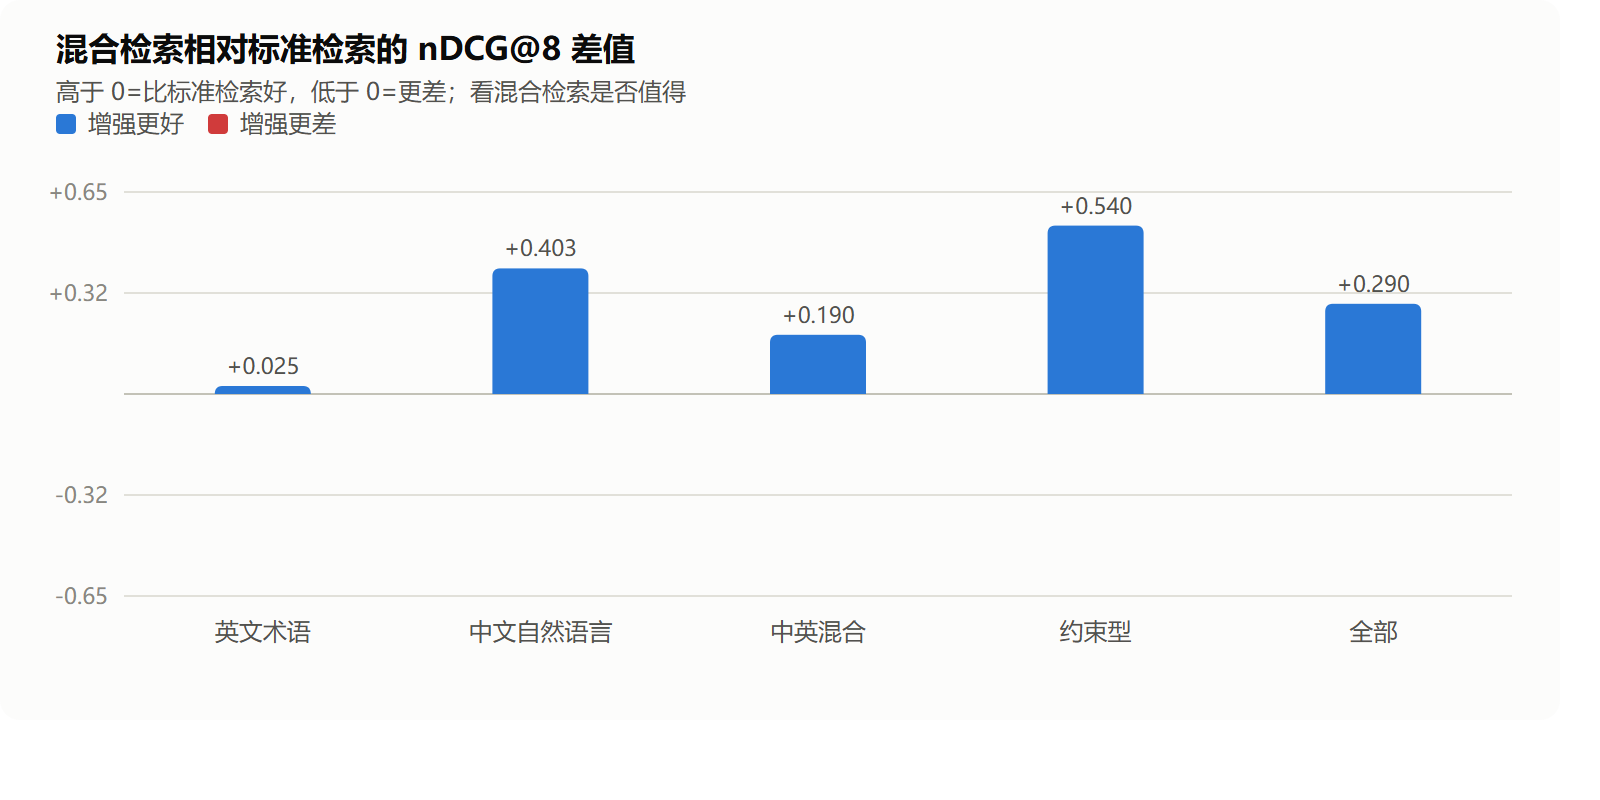 混合检索相对标准检索的 nDCG@8 差值
高于 0=比标准检索好，低于 0=更差；看混合检索是否值得
增强更好 增强更差
+0.65
+0.540
+0.403
+0.32
+0.290
+0.190
+0.025
-0.32
-0.65
英文术语 中文自然语言 中英混合 约束型 全部